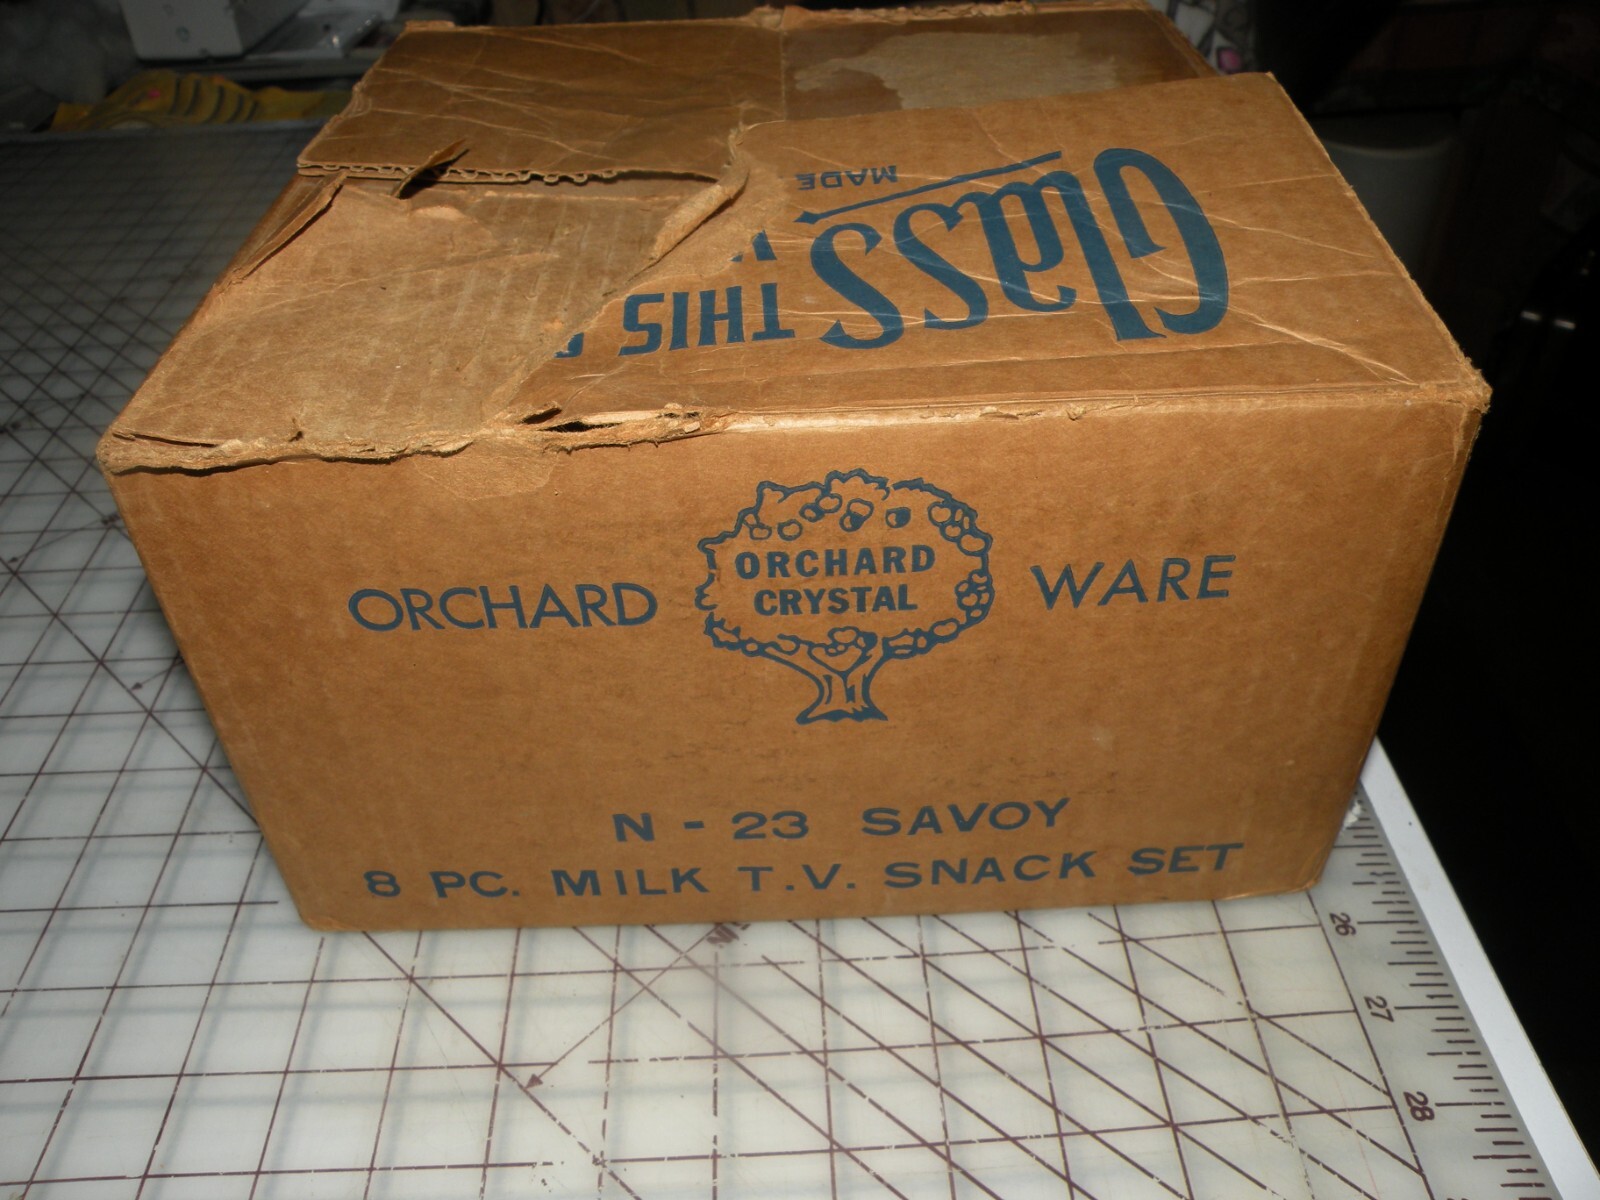 MADE
Glass
THIS
ORCHARD
ORCHARD
CRYSTAL
WARE
N - 23 SAVOY
8 PC. MILK T.V. SNACK SET
26
27
28